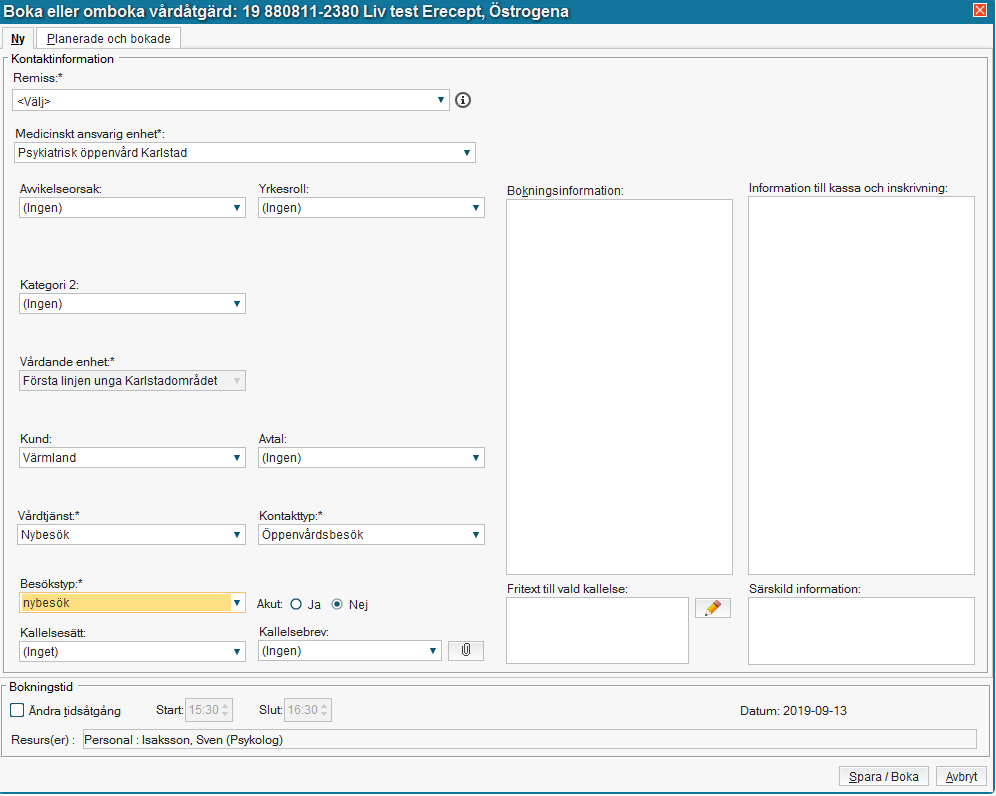 Boka eller omboka vårdåtgärd: 19 880811-2380 Liv test Erecept, Östrogena
Ny
Planerade och bokade
Kontaktinformation
Remiss:*
<Välj>
Medicinskt ansvarig enhet*:
Psykiatrisk öppenvård Karlstad
Avvikelseorsak:
Yrkesroll:
(Ingen)
(Ingen)
Kategori 2:
(Ingen)
Vårdande enhet:*
Första linjen unga Karlstadområdet
Kund:
Avtal:
Värmland
(Ingen)
Vårdtjänst:*
Kontakttyp:*
Nybesök
Öppenvårdsbesök
Besökstyp:*
nybesök
Akut:
Ja
Nej
Kallelsesätt:
Kallelsebrev:
(Inget)
(Ingen)
Bokningsinformation:
Information till kassa och inskrivning:
Fritext till vald kallelse:
Särskild information:
Bokningstid
Ändra tidsåtgång
Start:
15:30
Slut:
16:30
Datum: 2019-09-13
Resurs(er) :
Personal : Isaksson, Sven (Psykolog)
Spara / Boka
Avbryt